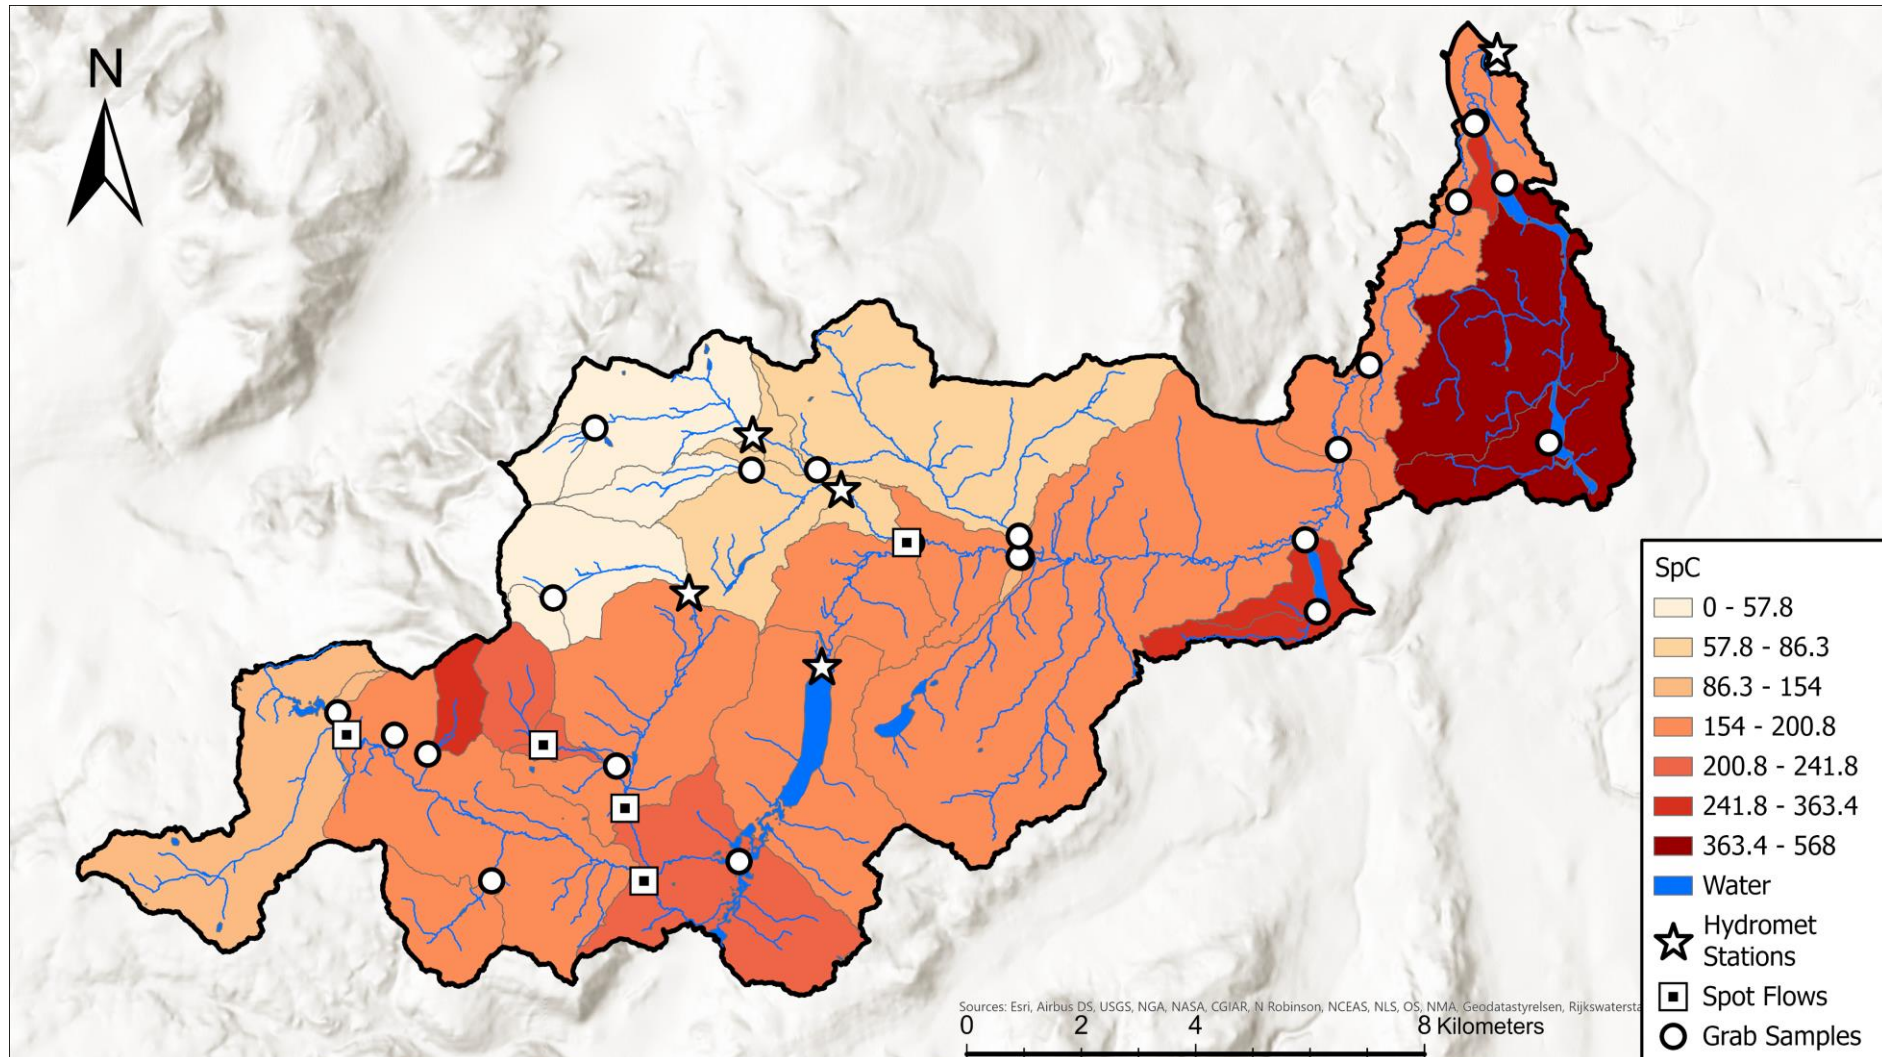 N
SpC
0 - 57.8
57.8 - 86.3
86.3 - 154
154 - 200.8
200.8 - 241.8
241.8 - 363.4
363.4 - 568
Water
Hydromet
Stations
Spot Flows
Grab Samples
Sources: Esri, Airbus DS, USGS, NGA, NASA, CGIAR, N Robinson, NCEAS, NLS, OS, NMA, Geodatastyrelsen, Rijkswatersta
0 2 4 8 Kilometers